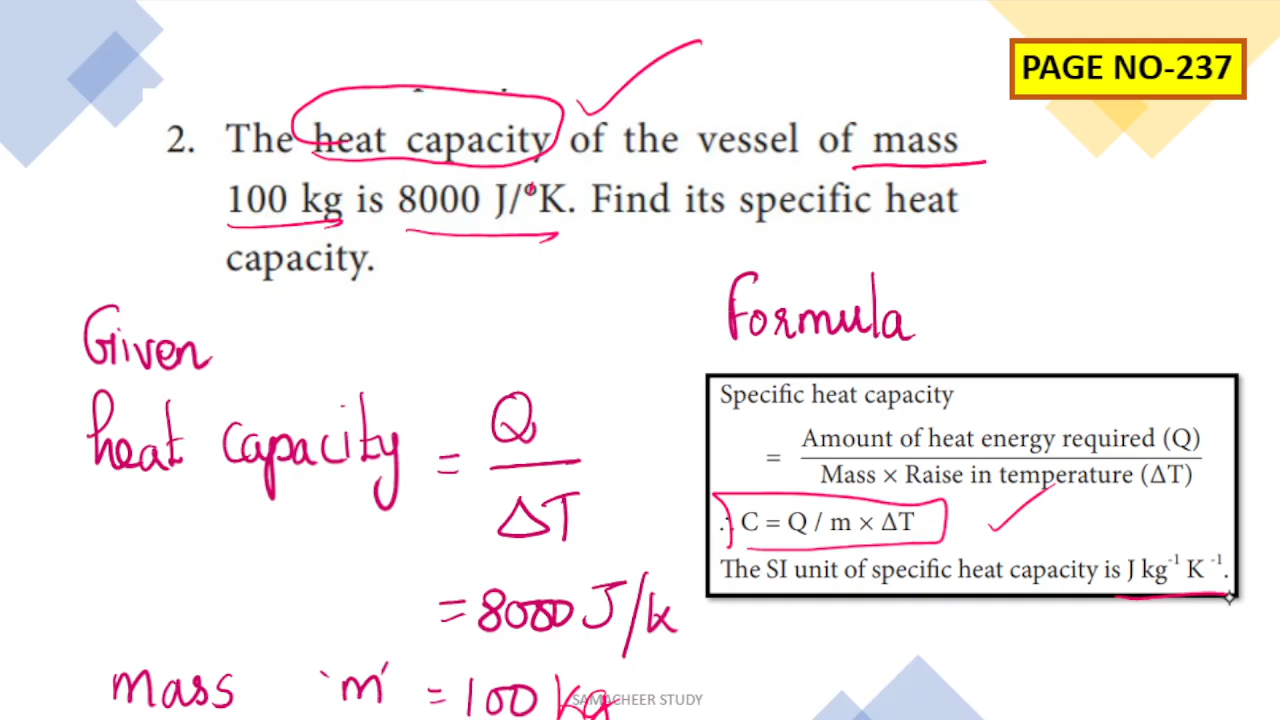 PAGE NO-237
2. The heat capacity of the vessel of mass
100 kg is 8000 J/°K. Find its specific heat
capacity.
Given
heat capacity = Q / ΔT
= 8000 J/k
mass 'm' = 100 kg
Formula
Specific heat capacity
= Amount of heat energy required (Q)
Mass × Raise in temperature (ΔT)
∴ C = Q / m × ΔT
The SI unit of specific heat capacity is J kg⁻¹ K⁻¹.
SAMACHEER STUDY